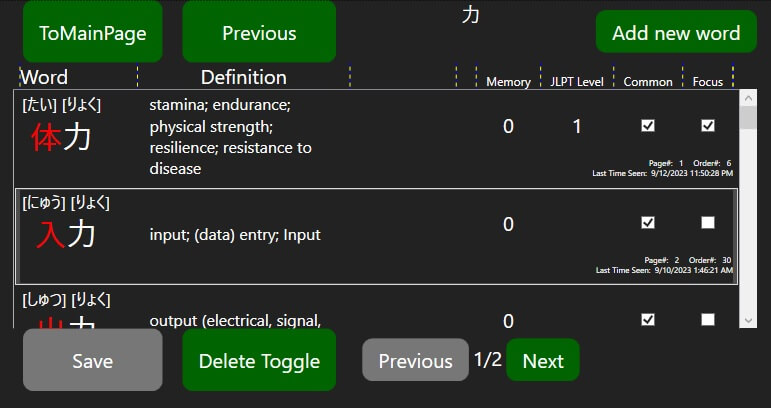 ToMainPage Previous 力 Add new word
Word Definition Memory JLPT Level Common Focus
[たい] [りょく]
体力
stamina; endurance;
physical strength;
resilience; resistance to
disease
0 1
Page#: 1 Order#: 6
Last Time Seen: 9/12/2023 11:50:28 PM
[にゅう] [りょく]
入力
input; (data) entry; Input
0
Page#: 2 Order#: 30
Last Time Seen: 9/10/2023 1:46:21 AM
[しゅつ] [りょく]
出力
output (electrical, signal,
0
Save Delete Toggle Previous 1/2 Next